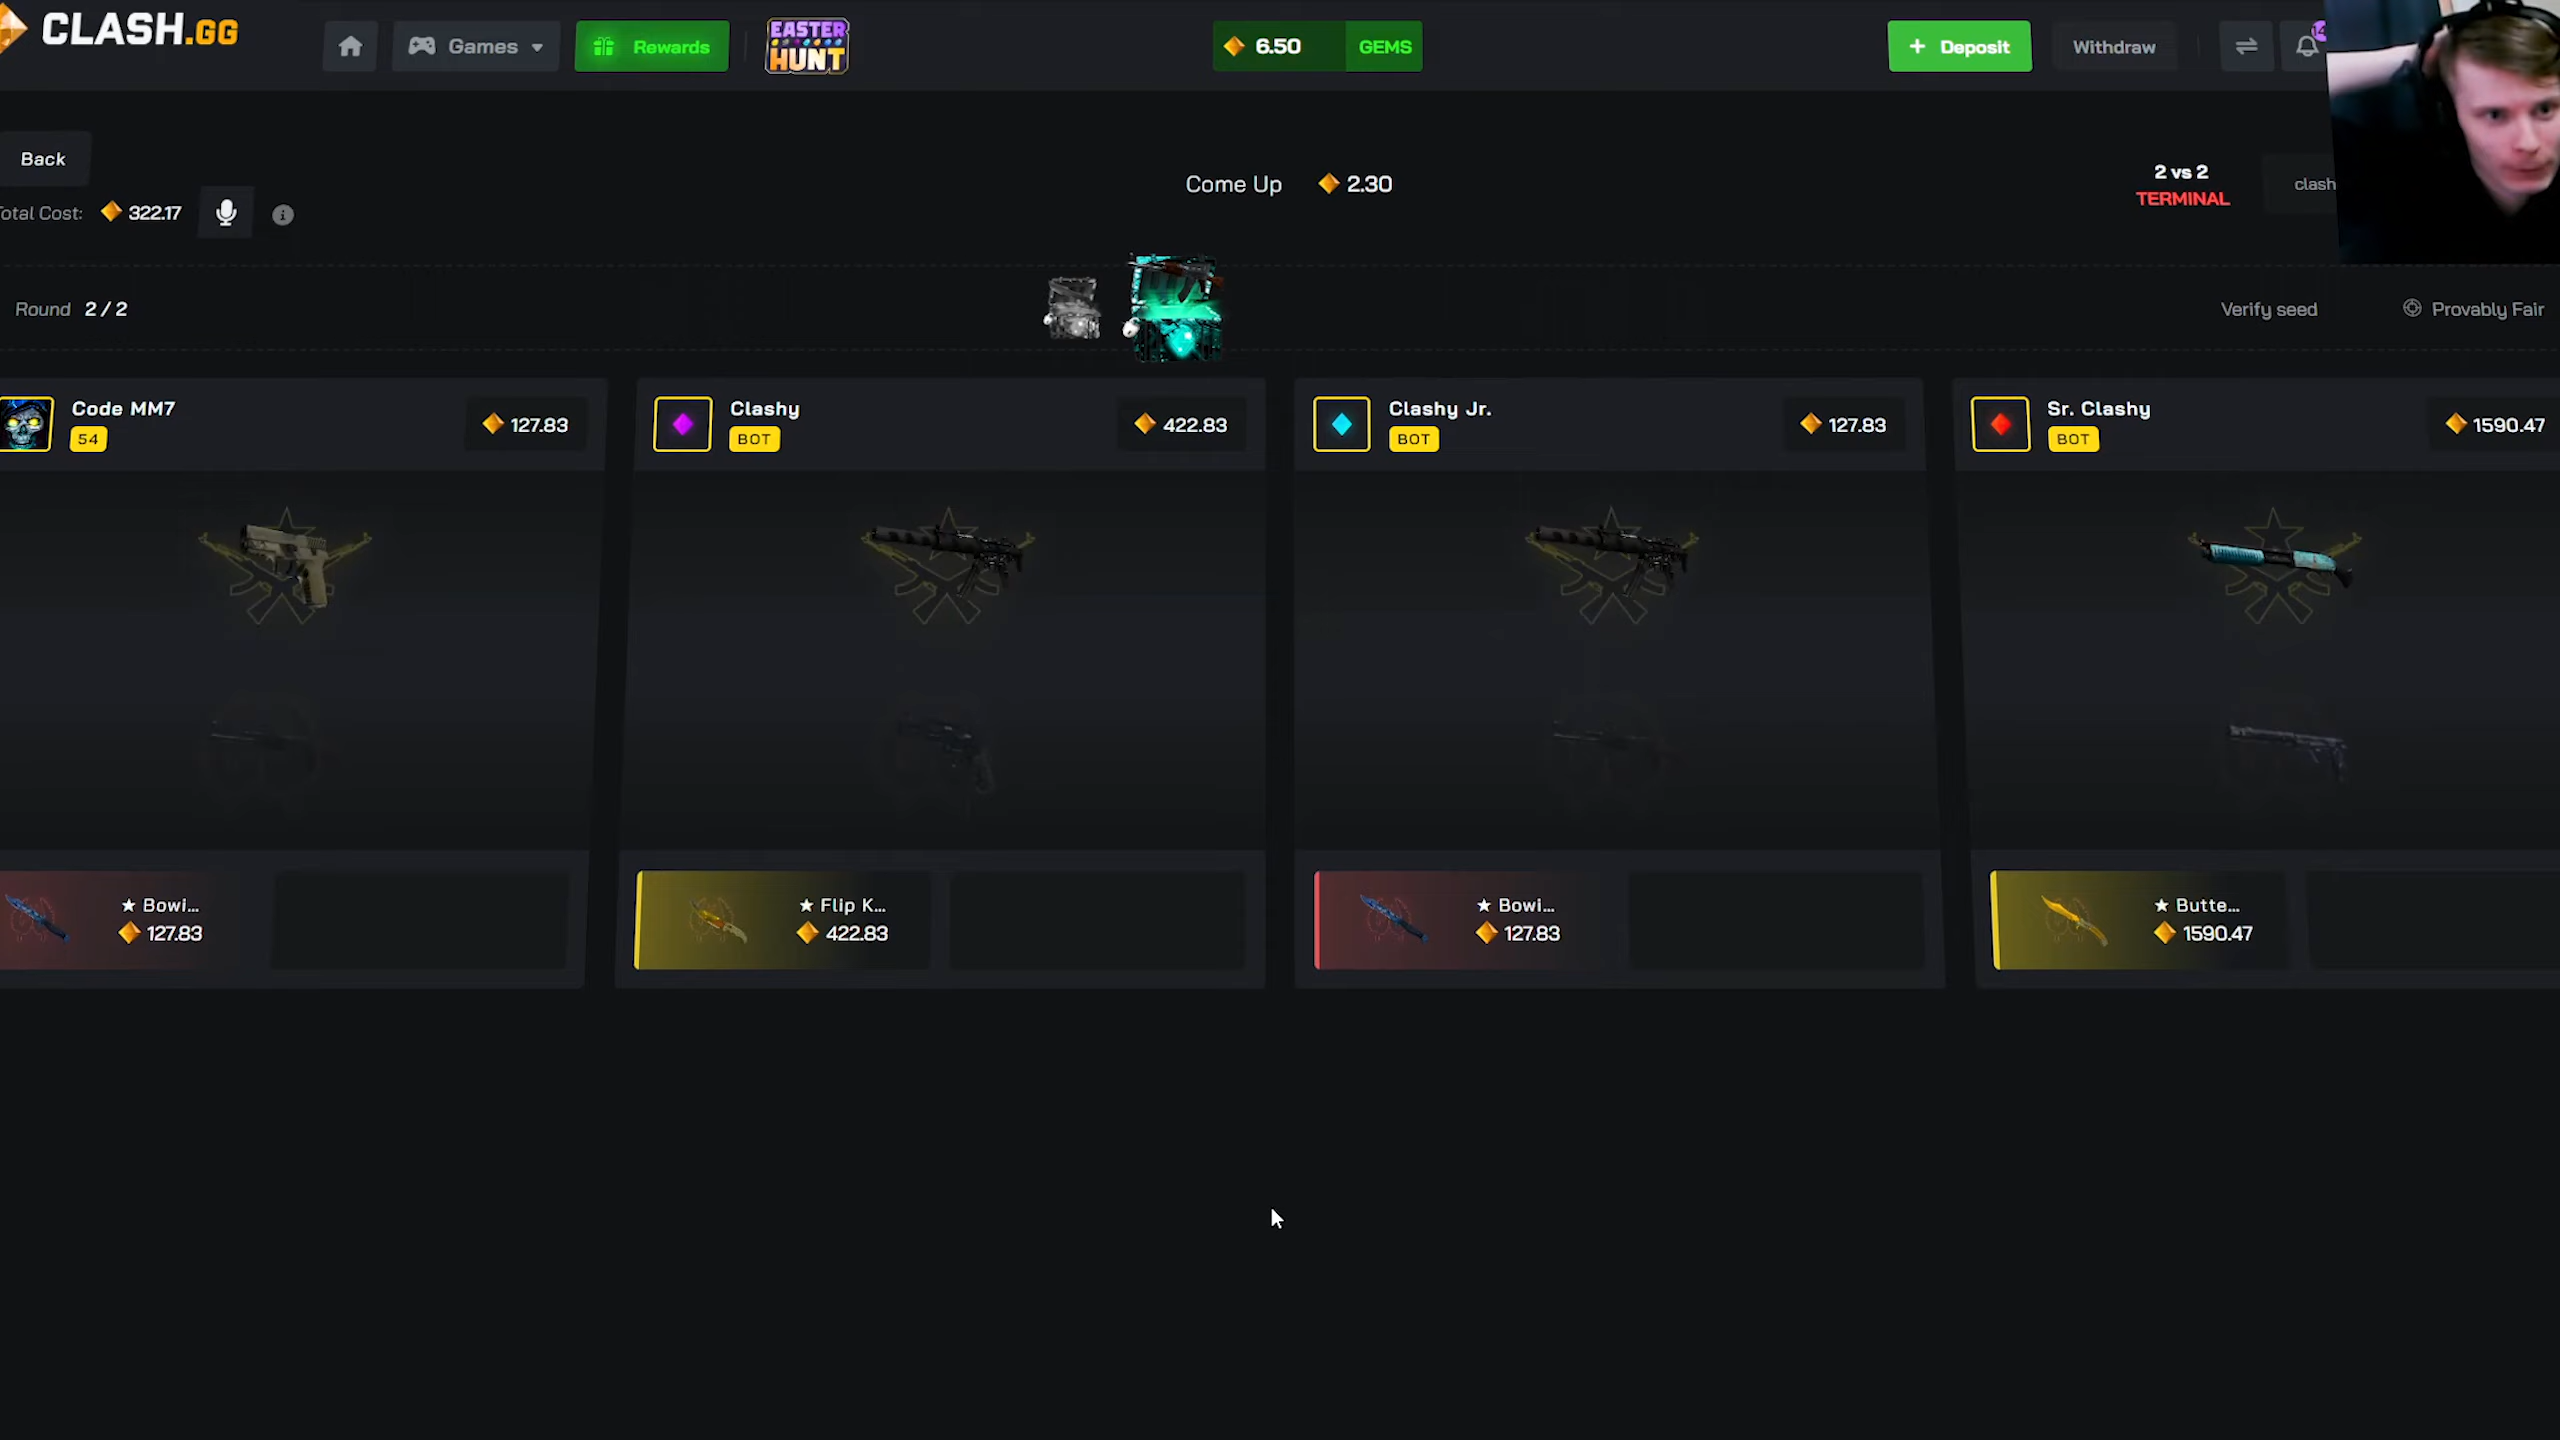 CLASH.GG
Games
Rewards
EASTER HUNT
6.50
GEMS
+ Deposit
Withdraw
14
Back
Come Up 2.30
2 vs 2
TERMINAL
clash
Total Cost: 322.17
Round 2 / 2
Verify seed
Provably Fair
Code MM7
54
127.83
Clashy
BOT
422.83
Clashy Jr.
BOT
127.83
Sr. Clashy
BOT
1590.47
★ Bowi...
127.83
★ Flip K...
422.83
★ Bowi...
127.83
★ Butte...
1590.47